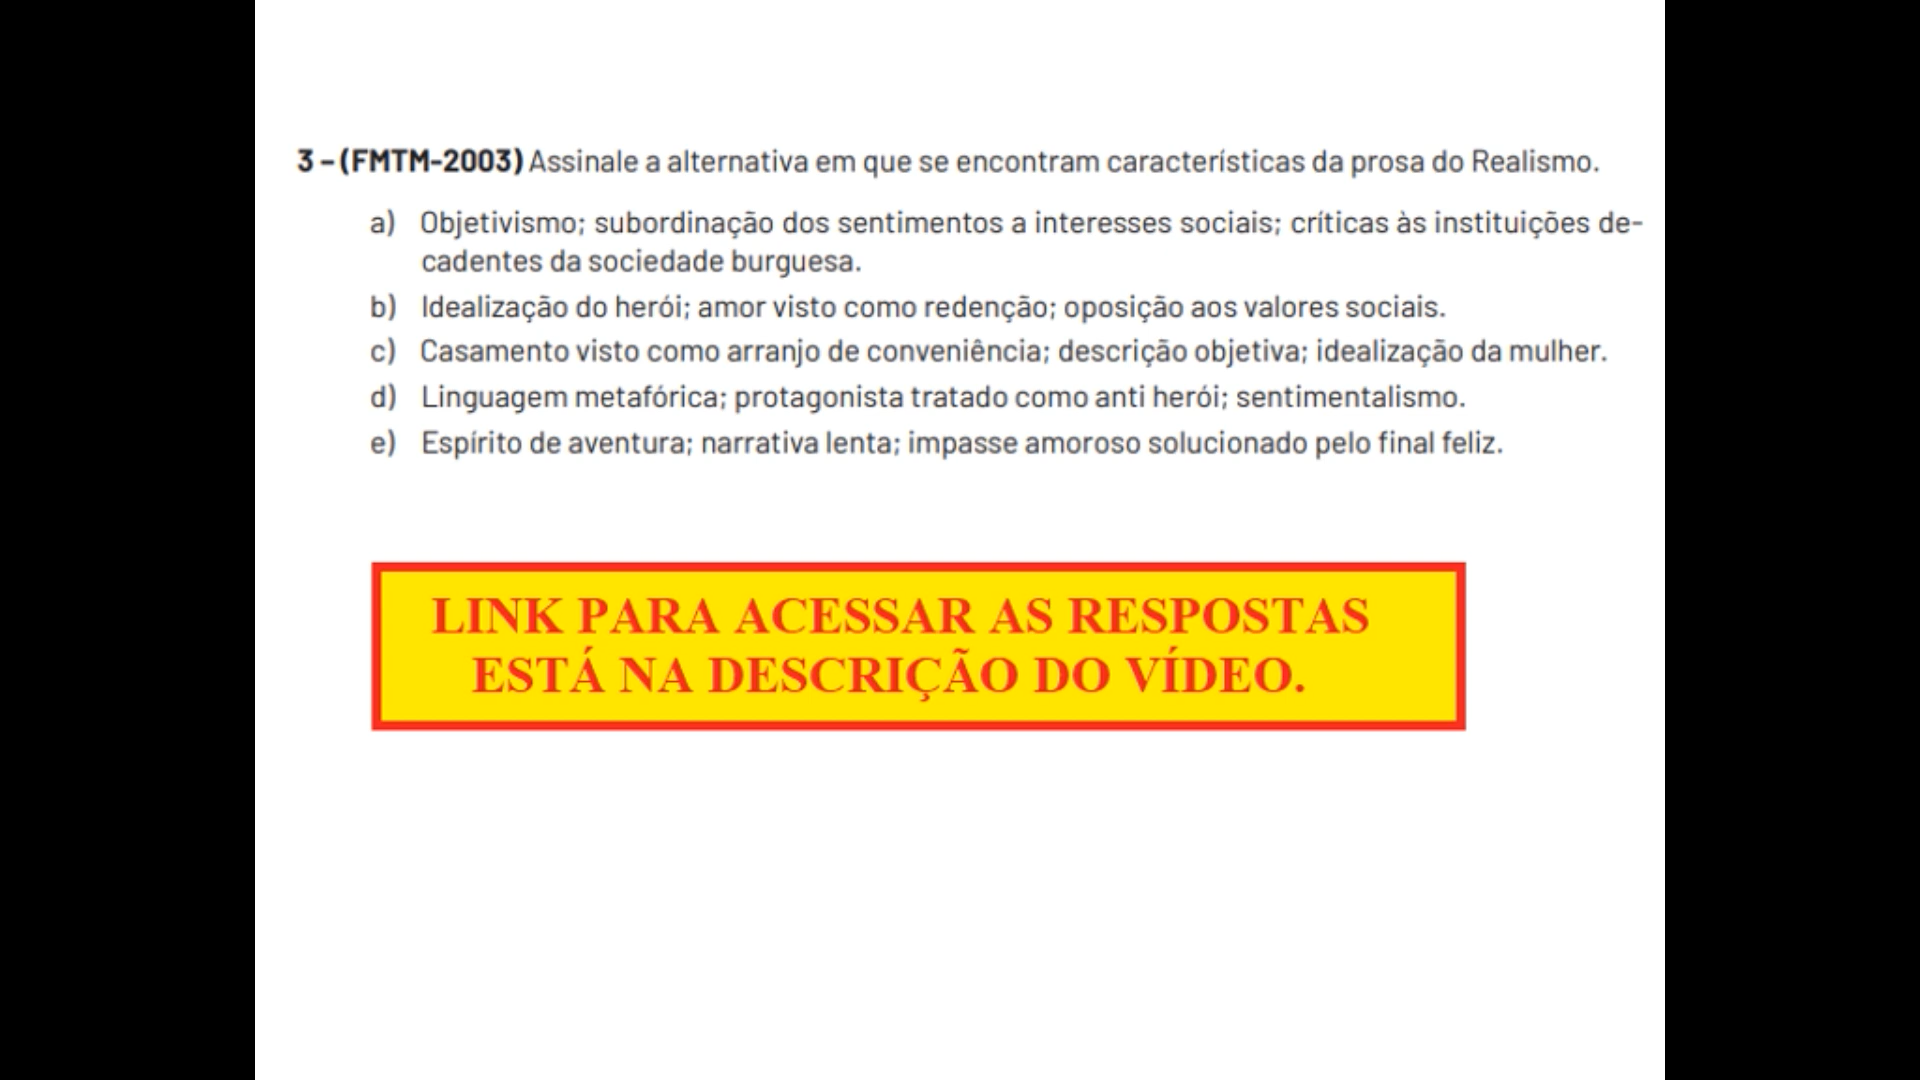 3 – (FMTM-2003) Assinale a alternativa em que se encontram características da prosa do Realismo.
a) Objetivismo; subordinação dos sentimentos a interesses sociais; críticas às instituições de-
cadentes da sociedade burguesa.
b) Idealização do herói; amor visto como redenção; oposição aos valores sociais.
c) Casamento visto como arranjo de conveniência; descrição objetiva; idealização da mulher.
d) Linguagem metafórica; protagonista tratado como anti herói; sentimentalismo.
e) Espírito de aventura; narrativa lenta; impasse amoroso solucionado pelo final feliz.
LINK PARA ACESSAR AS RESPOSTAS
ESTÁ NA DESCRIÇÃO DO VÍDEO.